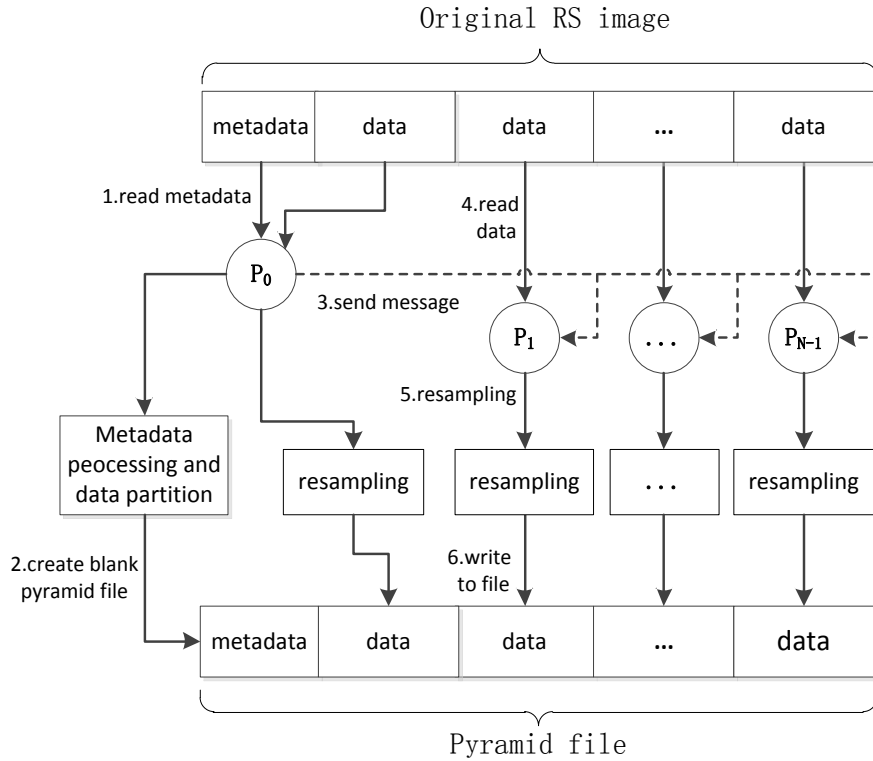 Original RS image
metadata
data
data
...
data
1.read metadata
4.read
data
P0
3.send message
P1
...
PN-1
5.resampling
Metadata
peocessing and
data partition
resampling
resampling
...
resampling
2.create blank
pyramid file
6.write
to file
metadata
data
data
...
data
Pyramid file